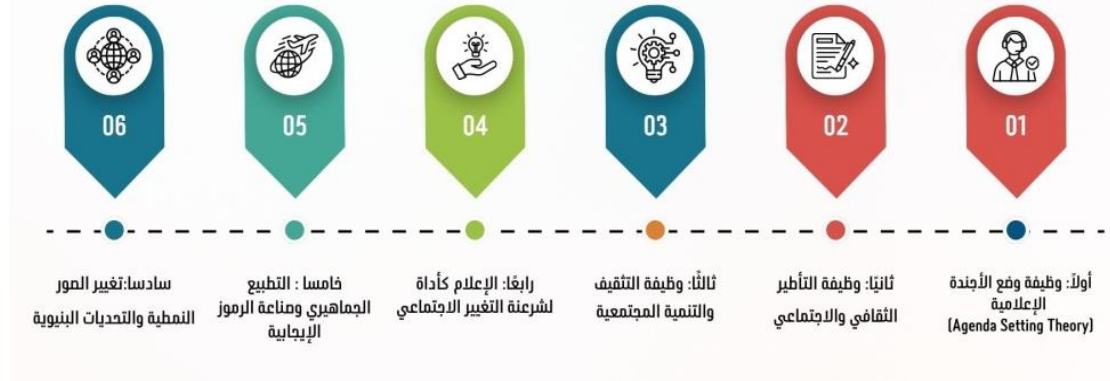 01
أولاً: وظيفة وضع الأجندة
الإعلامية
(Agenda Setting Theory)
02
ثانيًا: وظيفة التأطير
الثقافي والاجتماعي
03
ثالثًا: وظيفة التثقيف
والتنمية المجتمعية
04
رابعًا: الإعلام كأداة
لشرعنة التغيير الاجتماعي
05
خامسا : التطبيع
الجماهيري وصناعة الرموز
الإيجابية
06
سادسا:تغيير الصور
النمطية والتحديات البنيوية